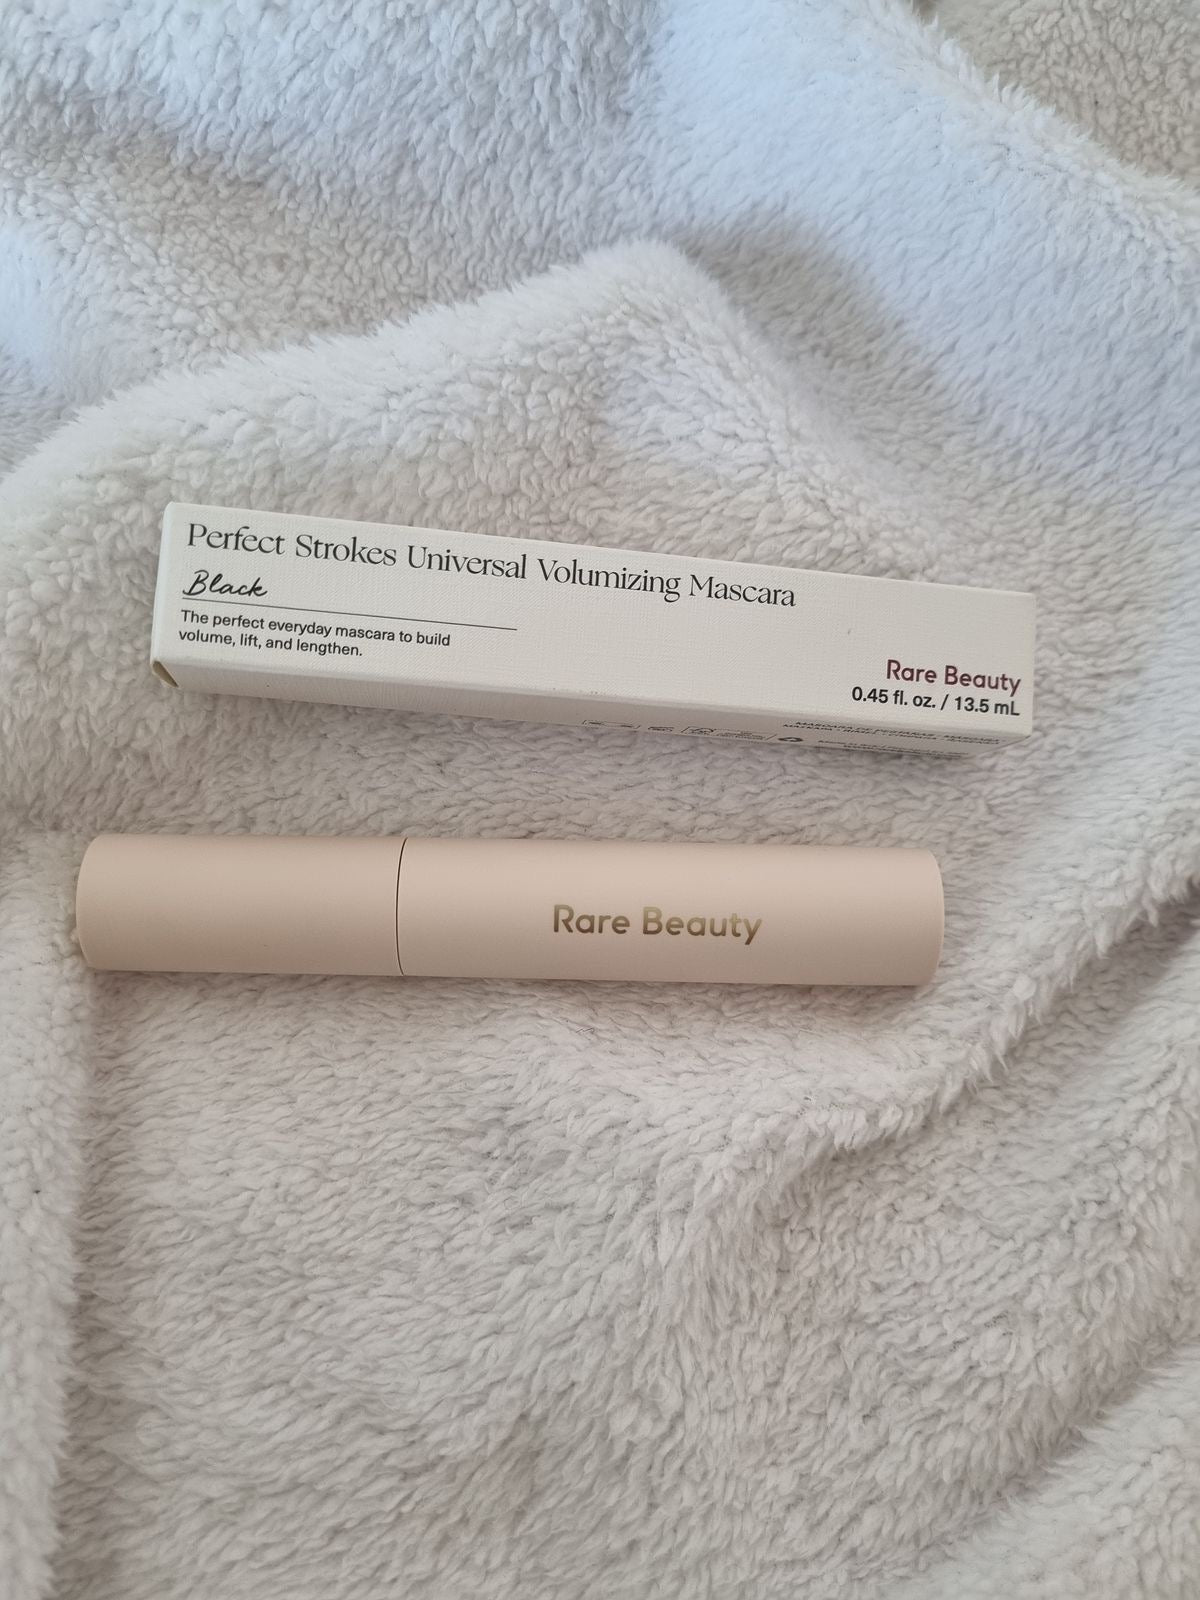 Perfect Strokes Universal Volumizing Mascara
Black
The perfect everyday mascara to build
volume, lift, and lengthen.
Rare Beauty
0.45 fl. oz. / 13.5 mL
Rare Beauty